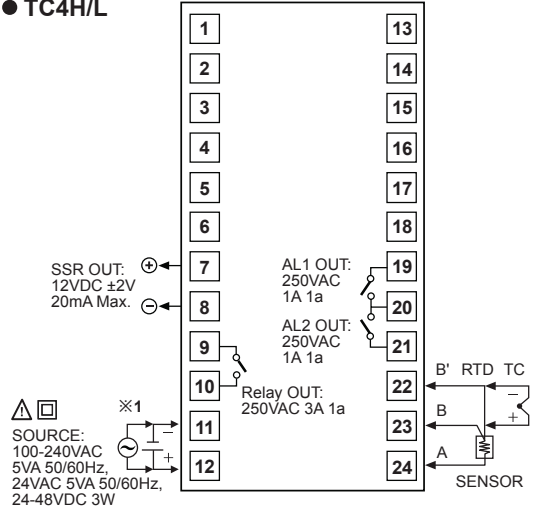 ● TC4H/L
1
13
2
14
3
15
4
16
5
17
6
18
SSR OUT:
12VDC ±2V
20mA Max.
+
−
7
8
AL1 OUT:
250VAC
1A 1a
19
20
AL2 OUT:
250VAC
1A 1a
21
9
10
Relay OUT:
250VAC 3A 1a
B' RTD TC
22
−
+
B
23
A
24
SENSOR
※1
−
+
11
12
SOURCE:
100-240VAC
5VA 50/60Hz,
24VAC 5VA 50/60Hz,
24-48VDC 3W